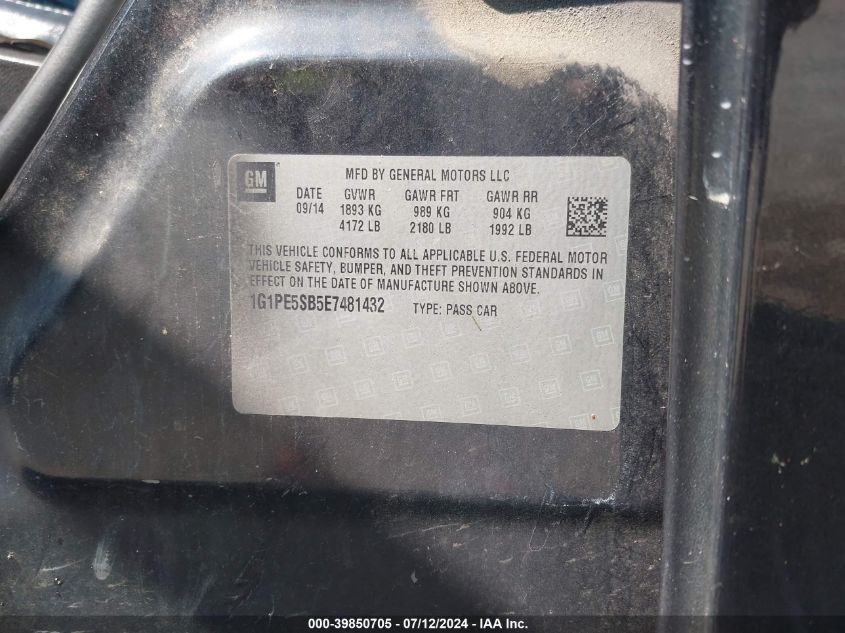 GM
MFD BY GENERAL MOTORS LLC
DATE GVWR GAWR FRT GAWR RR
09/14 1893 KG 989 KG 904 KG
4172 LB 2180 LB 1992 LB
THIS VEHICLE CONFORMS TO ALL APPLICABLE U.S. FEDERAL MOTOR
VEHICLE SAFETY, BUMPER, AND THEFT PREVENTION STANDARDS IN
EFFECT ON THE DATE OF MANUFACTURE SHOWN ABOVE.
1G1PE5SB5E7481432 TYPE: PASS CAR
000-39850705 - 07/12/2024 - IAA Inc.